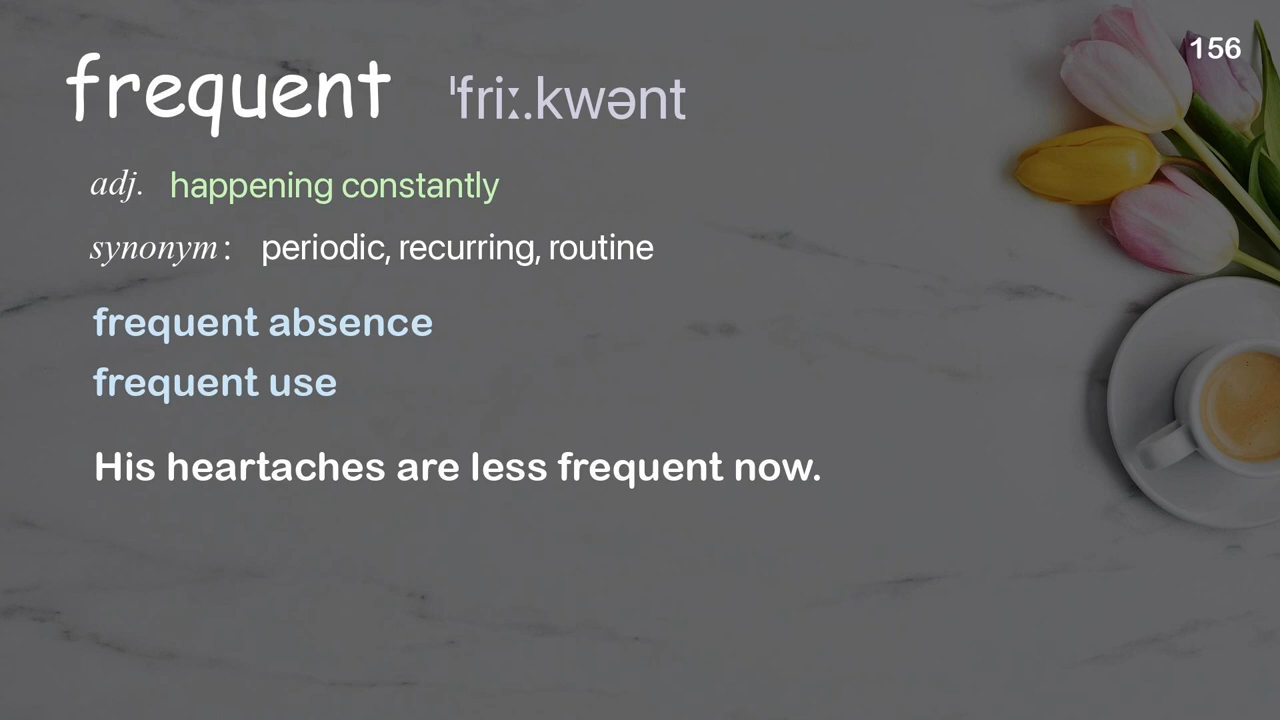 156
frequent ˈfriː.kwənt
adj. happening constantly
synonym: periodic, recurring, routine
frequent absence
frequent use
His heartaches are less frequent now.